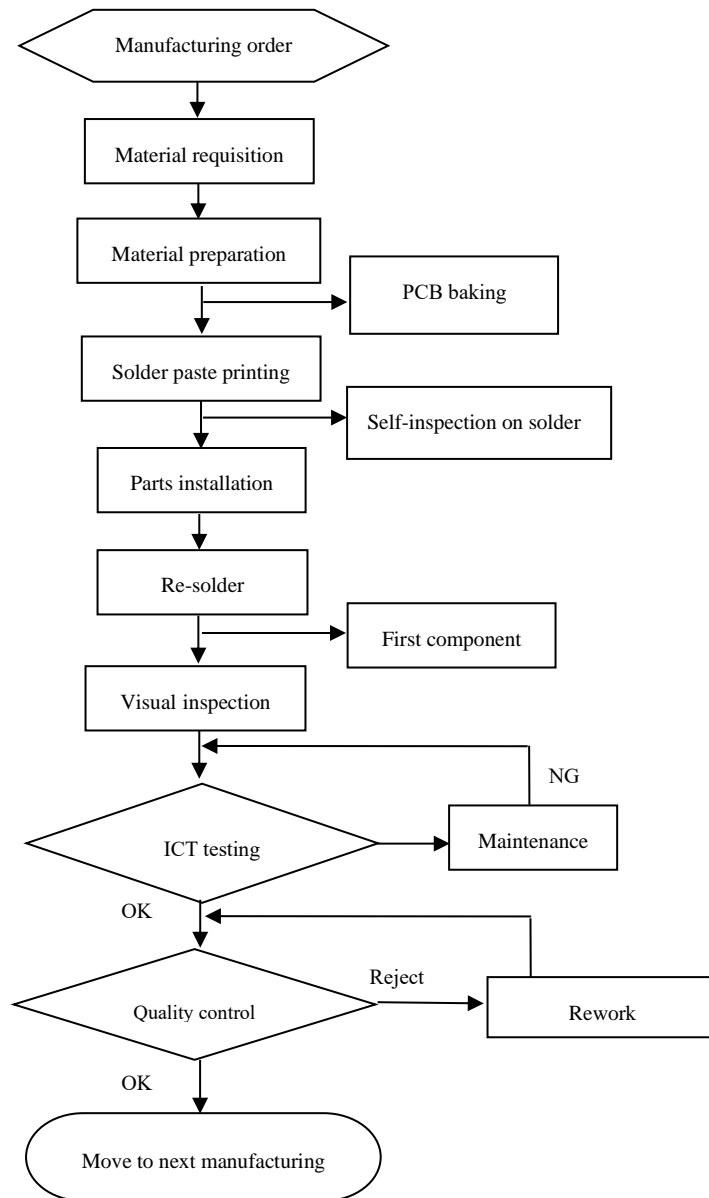 Manufacturing order
Material requisition
Material preparation
PCB baking
Solder paste printing
Self-inspection on solder
Parts installation
Re-solder
First component
Visual inspection
NG
Maintenance
ICT testing
OK
Reject
Quality control
Rework
OK
Move to next manufacturing